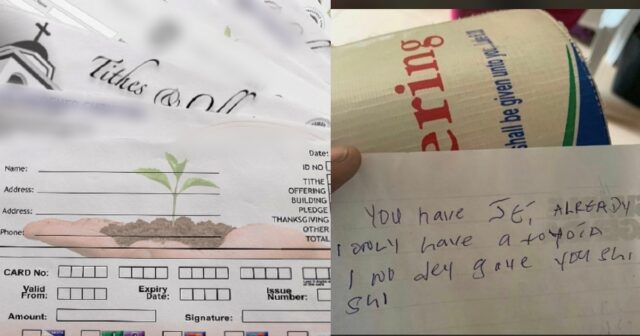 Tithes & Off
Name:
Address:
Address:
Phone:
Date:
ID NO
TITHE
OFFERING
BUILDING
PLEDGE
THANKSGIVING
OTHER
TOTAL
CARD No:
Valid From:
Expiry Date:
Issue Number:
Amount:
Signature:
ering
shall be given unto you
You have JET ALREADY
I only have a toyota
I no dey gave you shi
shi